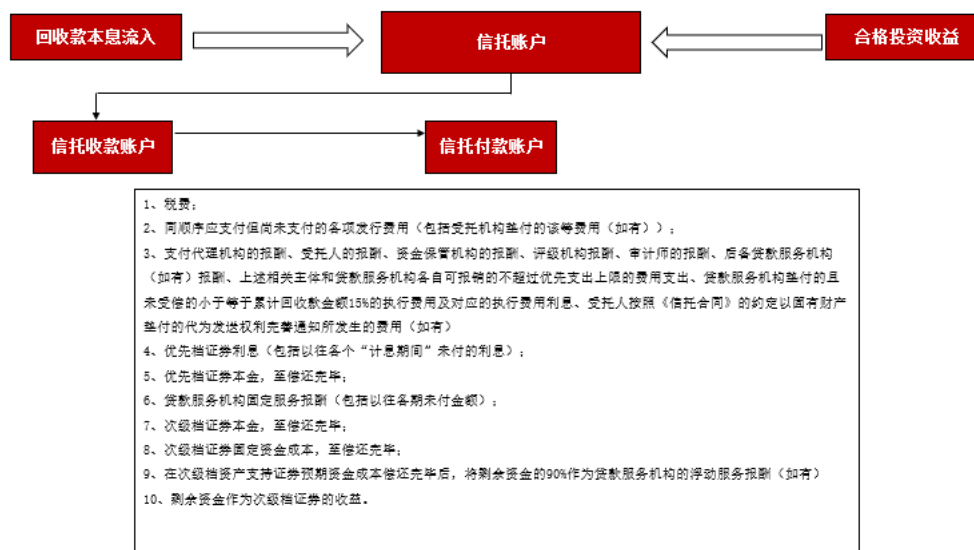 回收款本息流入
信托账户
合格投资收益
信托收款账户
信托付款账户
1、税费；
2、同顺序应支付但尚未支付的各项发行费用（包括受托机构垫付的该等费用（如有））；
3、支付代理机构的报酬、受托人的报酬、资金保管机构的报酬、评级机构报酬、审计师的报酬、后备贷款服务机构
（如有）报酬、上述相关主体和贷款服务机构各自可报销的不超过优先支出上限的费用支出、贷款服务机构垫付的且
未受偿的小于等于累计回收款金额15%的执行费用及对应的执行费用利息、受托人按照《信托合同》的约定以固有财产
垫付的代为发送权利完善通知所发生的费用（如有）
4、优先档证券利息（包括以往各个“计息期间”未付的利息）；
5、优先档证券本金，至偿还完毕；
6、贷款服务机构固定服务报酬（包括以往各期未付金额）；
7、次级档证券本金，至偿还完毕；
8、次级档证券固定资金成本，至偿还完毕；
9、在次级档资产支持证券预期资金成本偿还完毕后，将剩余资金的90%作为贷款服务机构的浮动服务报酬（如有）
10、剩余资金作为次级档证券的收益。